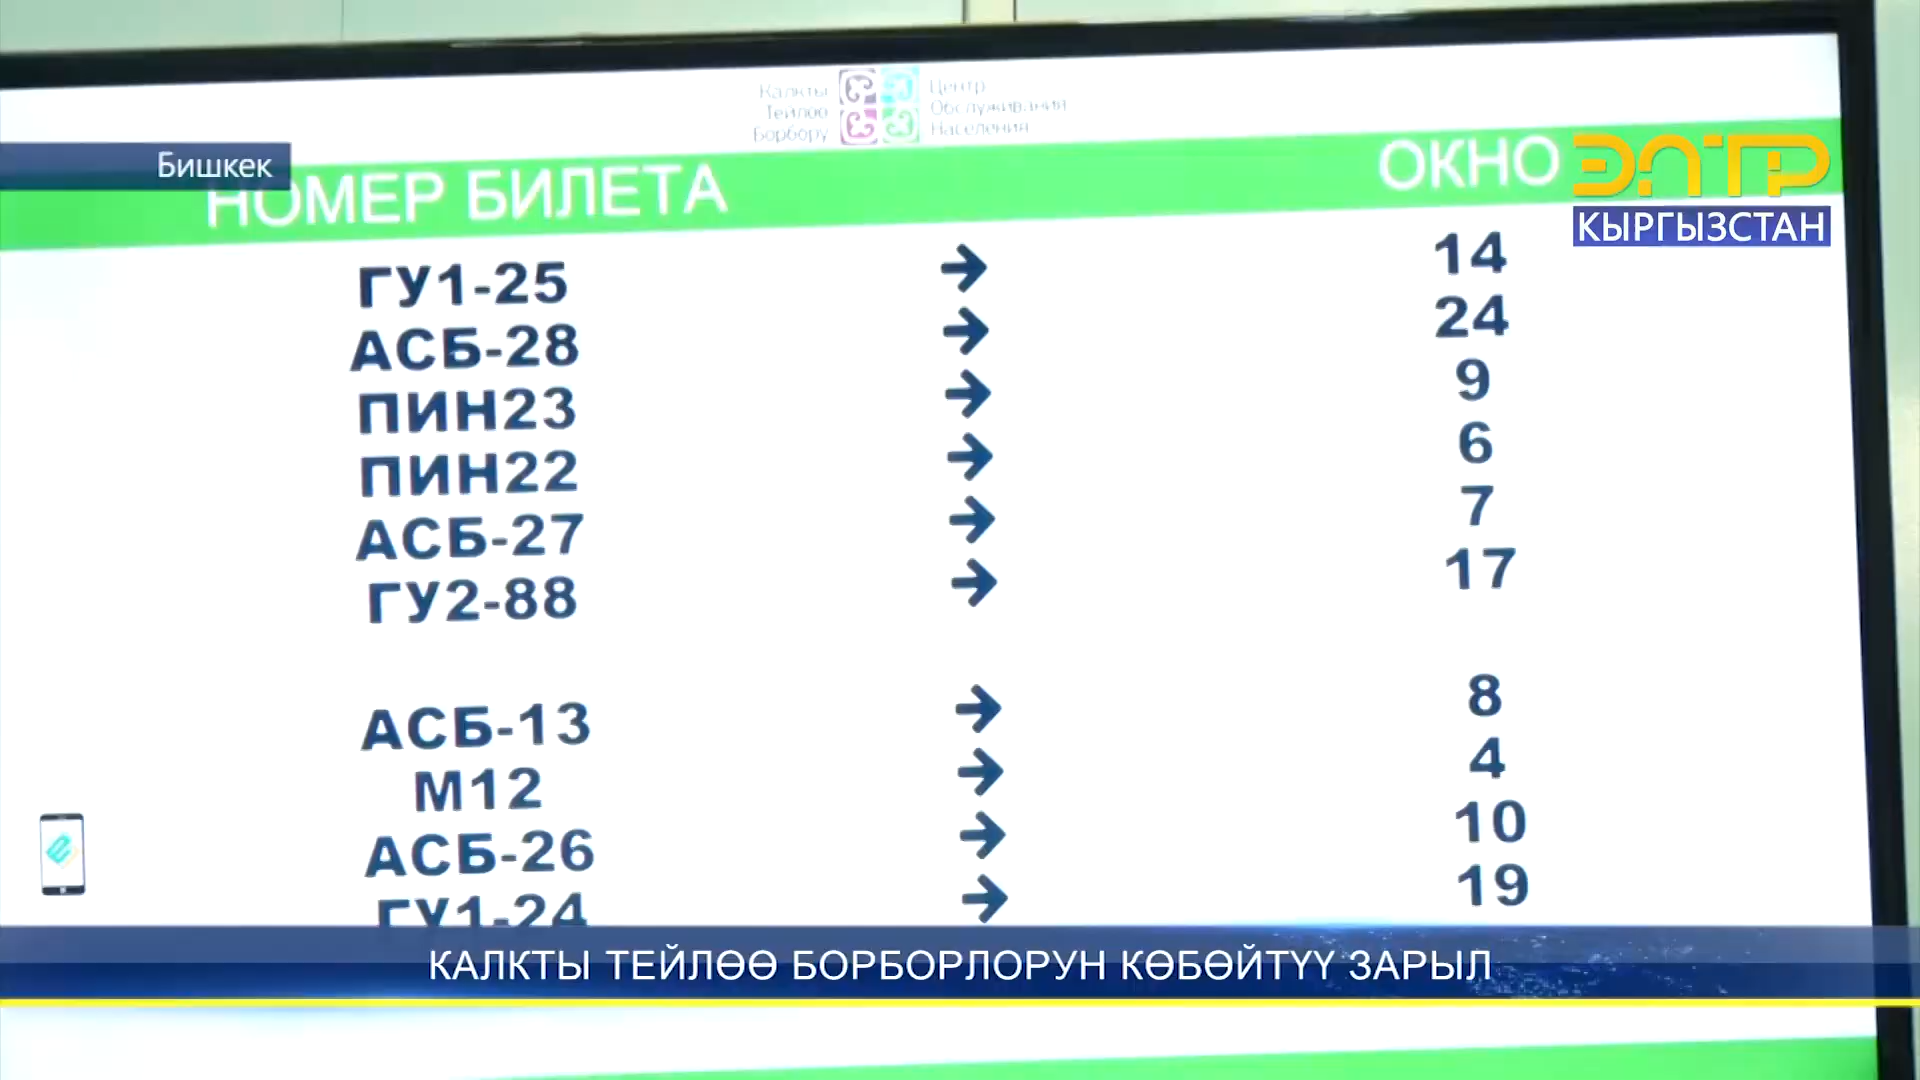 Калкты
Тейлөө
Борбору
Центр
Обслуживания
Населения
Бишкек
НОМЕР БИЛЕТА
ОКНО
ЭЛТР
КЫРГЫЗСТАН
ГУ1-25 → 14
АСБ-28 → 24
ПИН23 → 9
ПИН22 → 6
АСБ-27 → 7
ГУ2-88 → 17
АСБ-13 → 8
М12 → 4
АСБ-26 → 10
ГУ1-24 → 19
КАЛКТЫ ТЕЙЛӨӨ БОРБОРЛОРУН КӨБӨЙТҮҮ ЗАРЫЛ